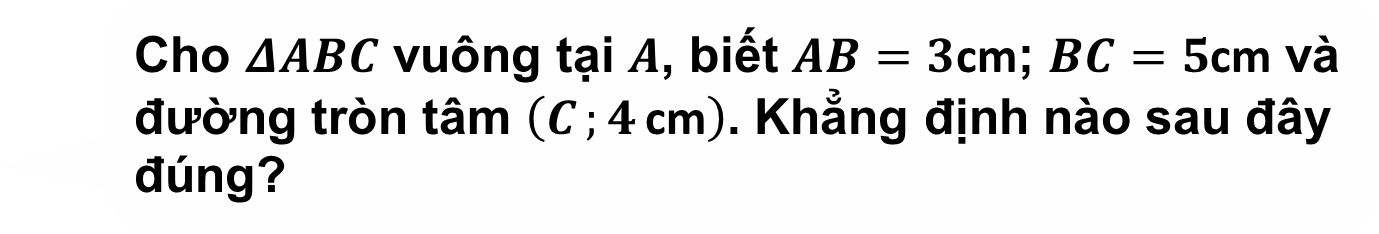 Cho ΔABC vuông tại A, biết AB = 3cm; BC = 5cm và
đường tròn tâm (C ; 4 cm). Khẳng định nào sau đây
đúng?